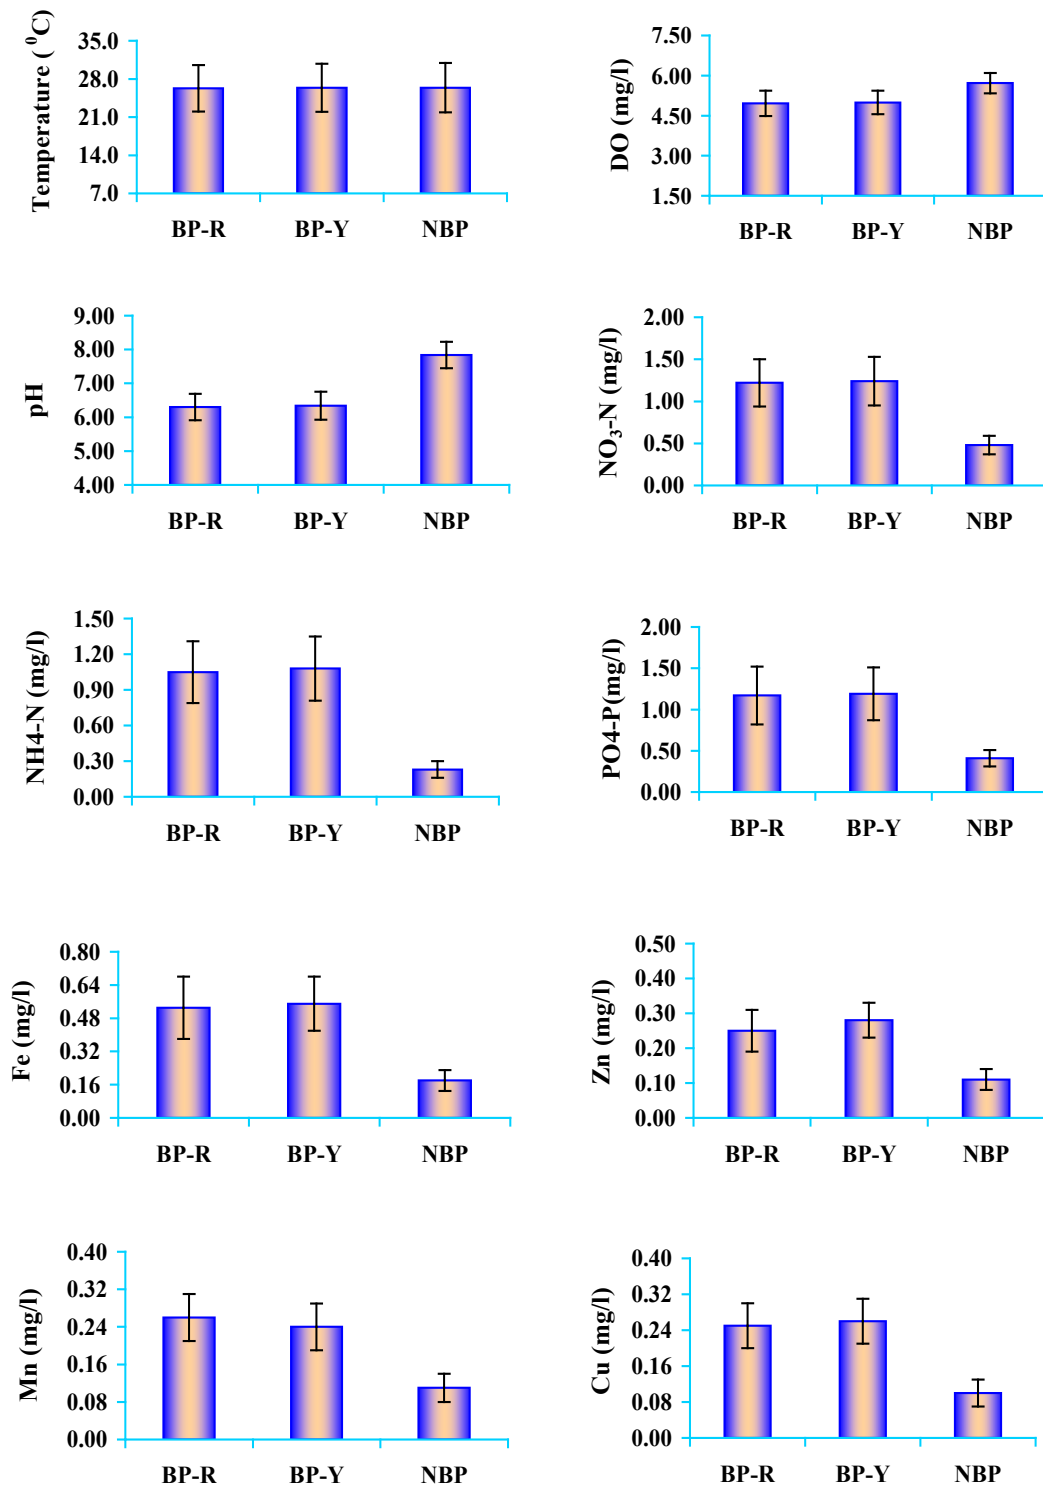 Temperature ( ⁰C)
35.0
28.0
21.0
14.0
7.0
BP-R BP-Y NBP
DO (mg/l)
7.50
6.00
4.50
3.00
1.50
BP-R BP-Y NBP
pH
9.00
8.00
7.00
6.00
5.00
4.00
BP-R BP-Y NBP
NO₃-N (mg/l)
2.00
1.50
1.00
0.50
0.00
BP-R BP-Y NBP
NH4-N (mg/l)
1.50
1.20
0.90
0.60
0.30
0.00
BP-R BP-Y NBP
PO4-P(mg/l)
2.00
1.50
1.00
0.50
0.00
BP-R BP-Y NBP
Fe (mg/l)
0.80
0.64
0.48
0.32
0.16
0.00
BP-R BP-Y NBP
Zn (mg/l)
0.50
0.40
0.30
0.20
0.10
0.00
BP-R BP-Y NBP
Mn (mg/l)
0.40
0.32
0.24
0.16
0.08
0.00
BP-R BP-Y NBP
Cu (mg/l)
0.40
0.32
0.24
0.16
0.08
0.00
BP-R BP-Y NBP